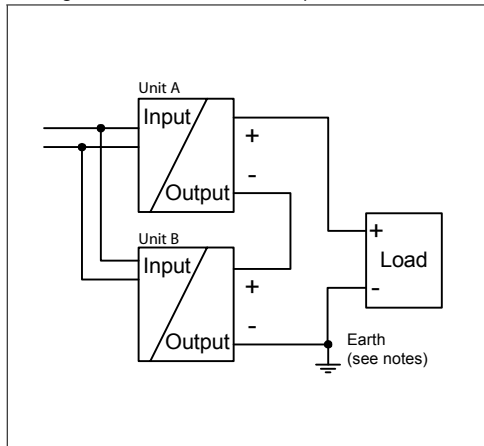 Unit A
Input
+
-
Output
Unit B
Input
+
-
Output
+
Load
-
Earth
(see notes)